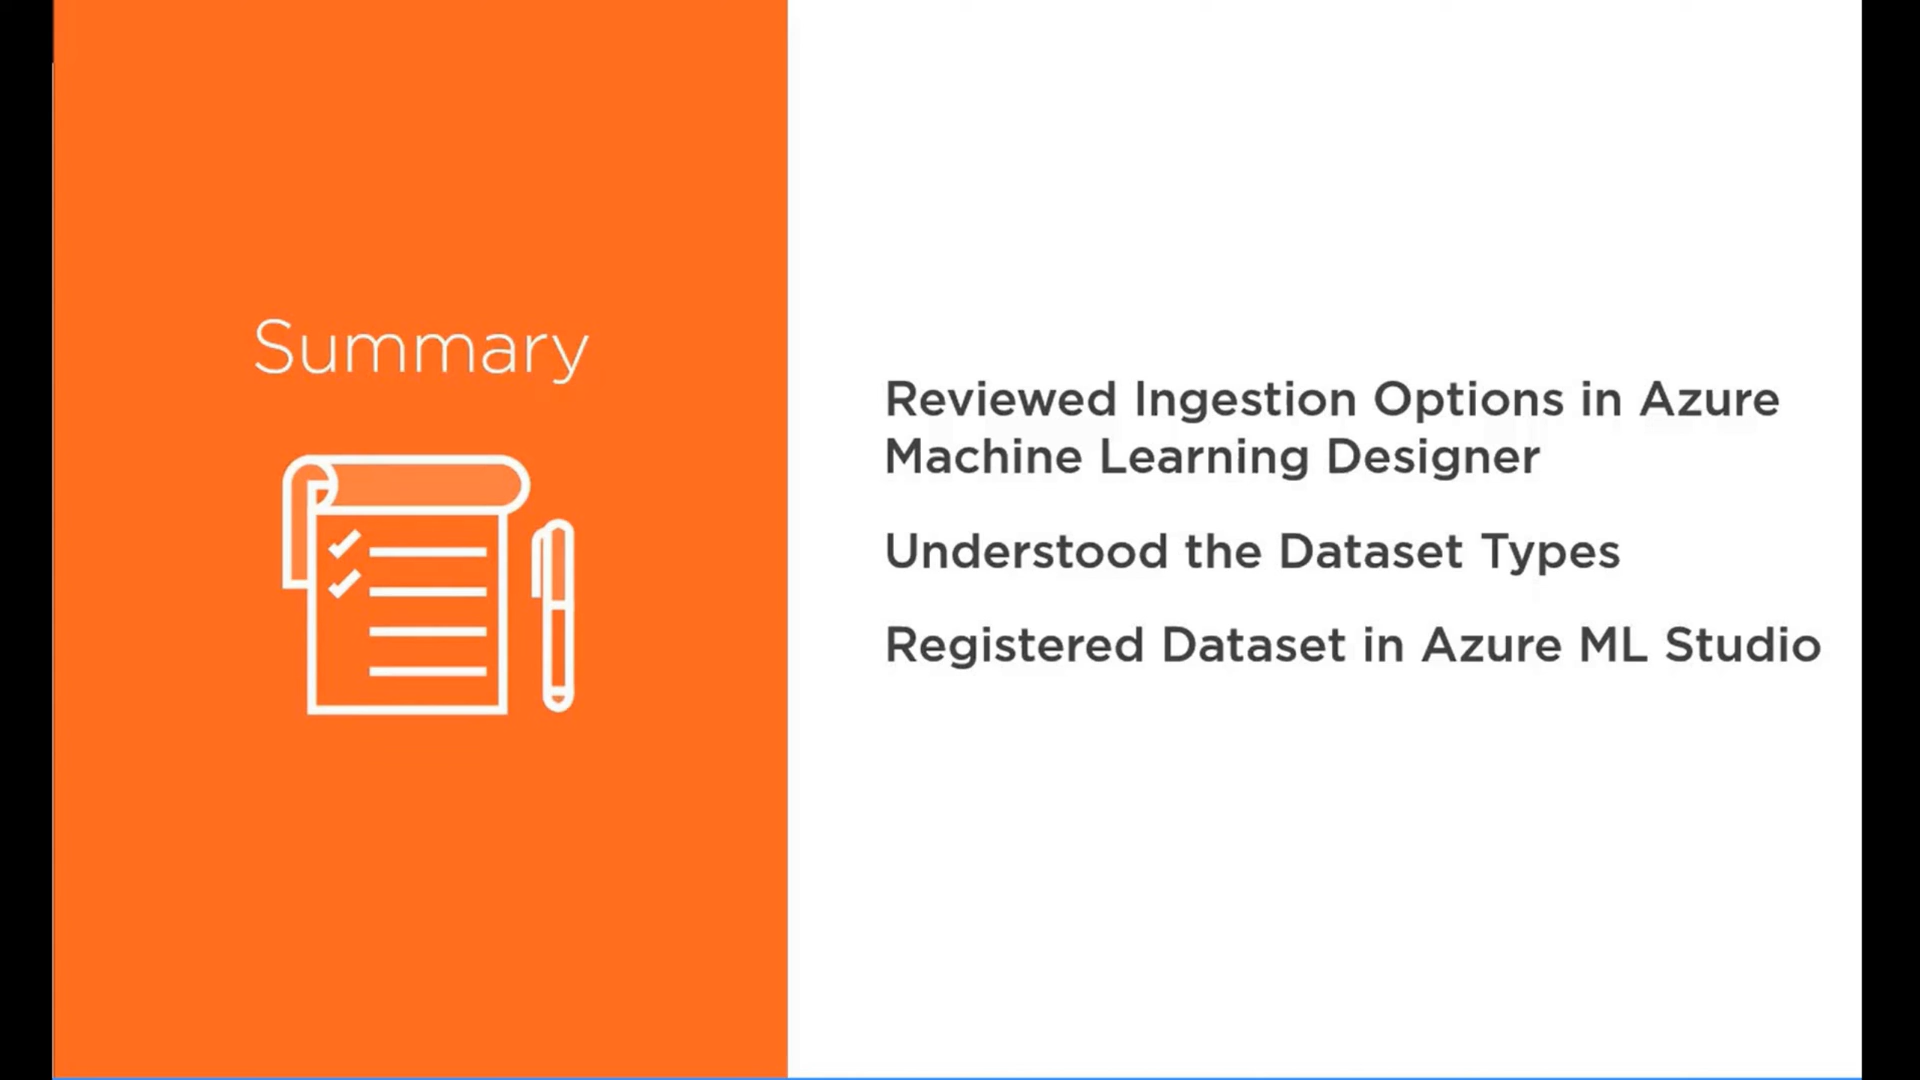 Summary
Reviewed Ingestion Options in Azure
Machine Learning Designer
Understood the Dataset Types
Registered Dataset in Azure ML Studio